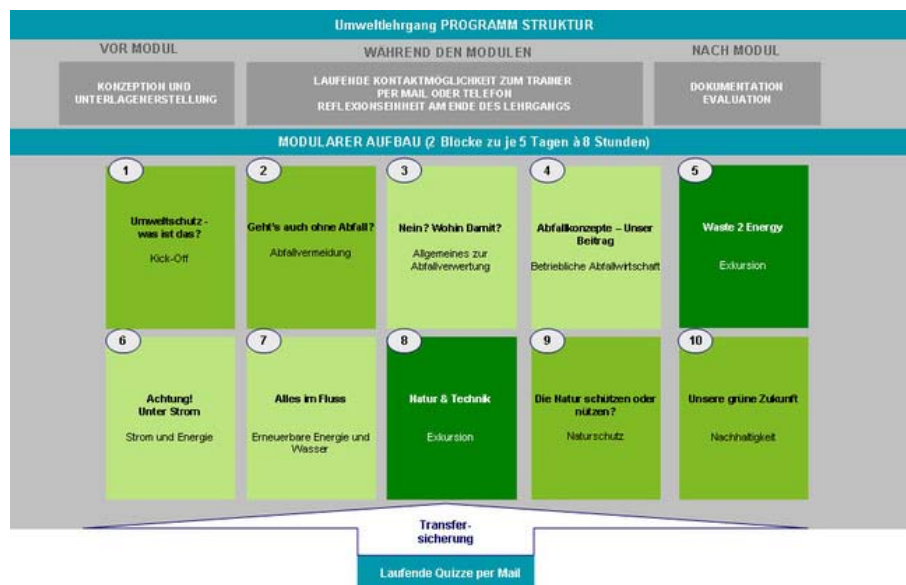 Umweltlehrgang PROGRAMM STRUKTUR
VOR MODUL
WÄHREND DEN MODULEN
NACH MODUL
KONZEPTION UND
UNTERLAGENERSTELLUNG
LAUFENDE KONTAKTMÖGLICHKEIT ZUM TRAINER
PER MAIL ODER TELEFON
REFLEXIONSEINHEIT AM ENDE DES LEHRGANGS
DOKUMENTATION
EVALUATION
MODULARER AUFBAU (2 Blöcke zu je 5 Tagen à 8 Stunden)
1
Umweltschutz -
was ist das?
Kick-Off
2
Geht's auch ohne Abfall?
Abfallvermeidung
3
Nein? Wohin Damit?
Allgemeines zur
Abfallverwertung
4
Abfallkonzepte – Unser
Beitrag
Betriebliche Abfallwirtschaft
5
Waste 2 Energy
Exkursion
6
Achtung!
Unter Strom
Strom und Energie
7
Alles im Fluss
Erneuerbare Energie und
Wasser
8
Natur & Technik
Exkursion
9
Die Natur schützen oder
nützen?
Naturschutz
10
Unsere grüne Zukunft
Nachhaltigkeit
Transfer-
sicherung
Laufende Quizze per Mail